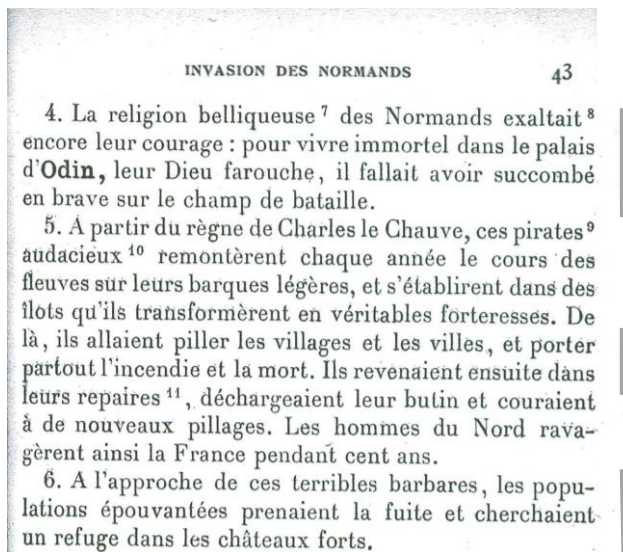 INVASION DES NORMANDS 43
4. La religion belliqueuse ⁷ des Normands exaltait ⁸
encore leur courage : pour vivre immortel dans le palais
d'Odin, leur Dieu farouche, il fallait avoir succombé
en brave sur le champ de bataille.
5. A partir du règne de Charles le Chauve, ces pirates ⁹
audacieux ¹⁰ remontèrent chaque année le cours des
fleuves sur leurs barques légères, et s'établirent dans des
îlots qu'ils transformèrent en véritables forteresses. De
là, ils allaient piller les villages et les villes, et porter
partout l'incendie et la mort. Ils revenaient ensuite dans
leurs repaires ¹¹, déchargeaient leur butin et couraient
à de nouveaux pillages. Les hommes du Nord rava-
gèrent ainsi la France pendant cent ans.
6. A l'approche de ces terribles barbares, les popu-
lations épouvantées prenaient la fuite et cherchaient
un refuge dans les châteaux forts.